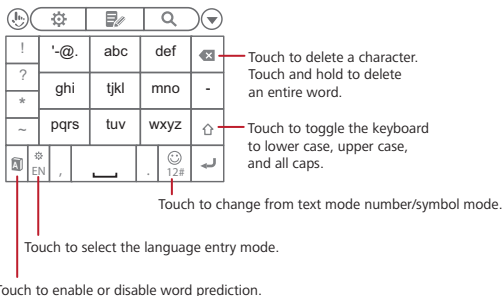 ! '-@. abc def
?
* ghi tjkl mno -
~ pqrs tuv wxyz
EN , . 12#
Touch to delete a character.
Touch and hold to delete
an entire word.
Touch to toggle the keyboard
to lower case, upper case,
and all caps.
Touch to change from text mode number/symbol mode.
Touch to select the language entry mode.
Touch to enable or disable word prediction.